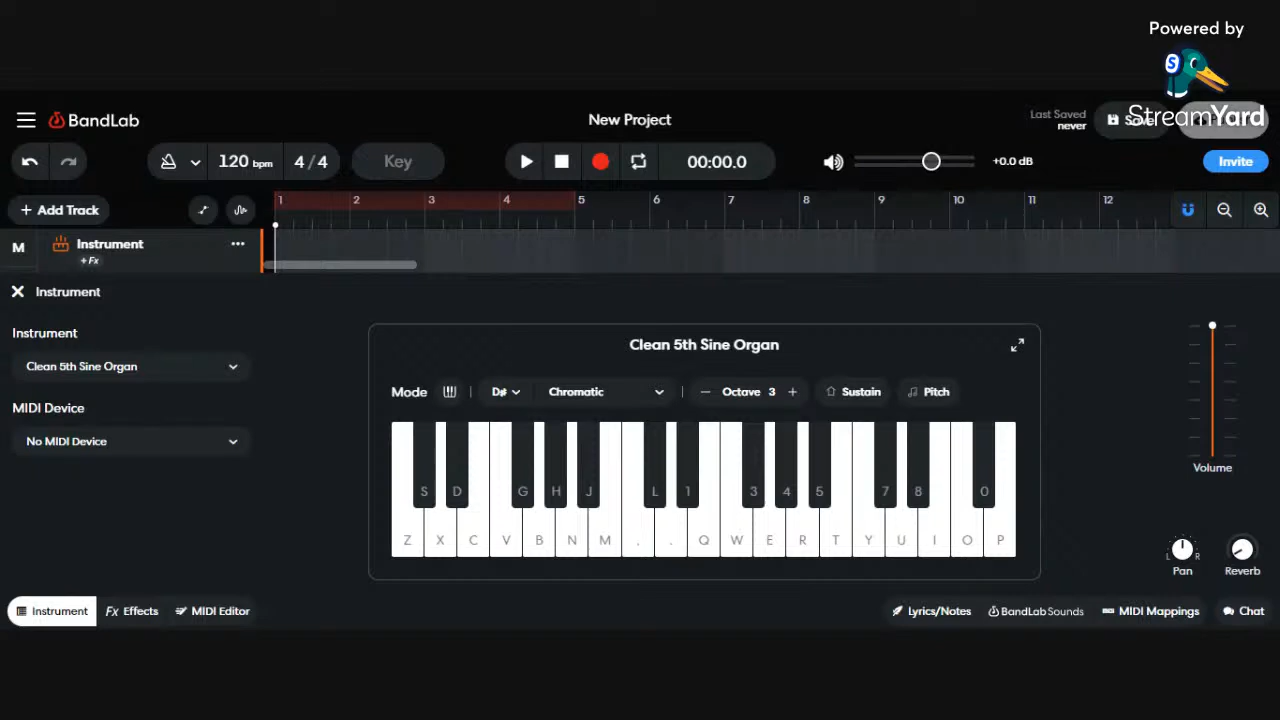 Powered by
StreamYard
BandLab
New Project
Last Saved
never
Save
120 bpm
4 / 4
Key
00:00.0
+0.0 dB
Invite
+ Add Track
1 2 3 4 5 6 7 8 9 10 11 12
M
Instrument
+ Fx
Instrument
Instrument
Clean 5th Sine Organ
MIDI Device
No MIDI Device
Clean 5th Sine Organ
Mode
D#
Chromatic
Octave 3
Sustain
Pitch
S D G H J L 1 3 4 5 7 8 0
Z X C V B N M , . Q W E R T Y U I O P
Volume
L R
Pan
Reverb
Instrument
Fx Effects
MIDI Editor
Lyrics/Notes
BandLab Sounds
MIDI Mappings
Chat